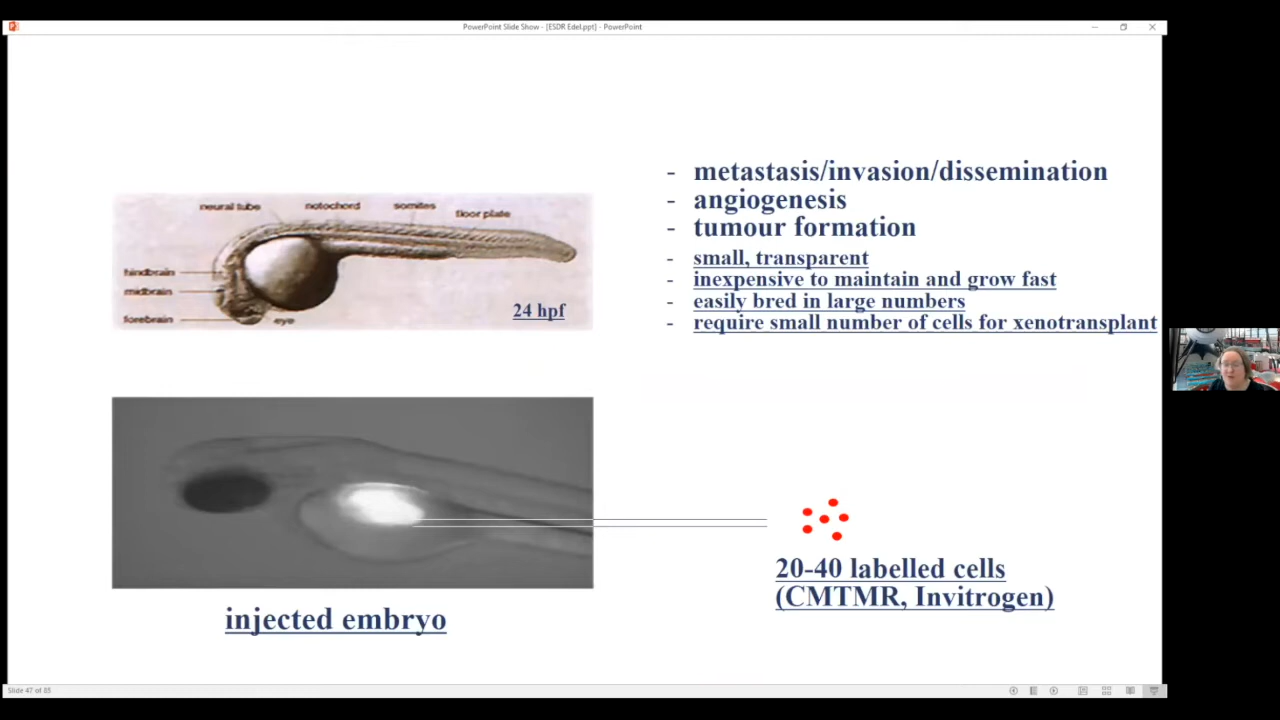 PowerPoint Slide Show - [ESDR Edel.ppt] - PowerPoint
- metastasis/invasion/dissemination
- angiogenesis
- tumour formation
- small, transparent
- inexpensive to maintain and grow fast
- easily bred in large numbers
- require small number of cells for xenotransplant
neural tube
notochord
somites
floor plate
hindbrain
midbrain
forebrain
eye
24 hpf
20-40 labelled cells
(CMTMR, Invitrogen)
injected embryo
Slide 47 of 85